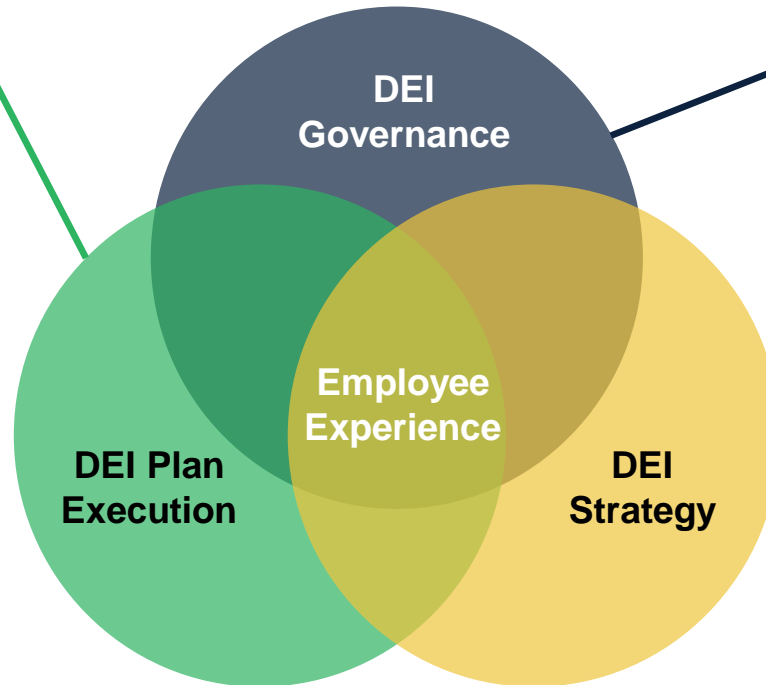 DEI
Governance
Employee
Experience
DEI Plan
Execution
DEI
Strategy